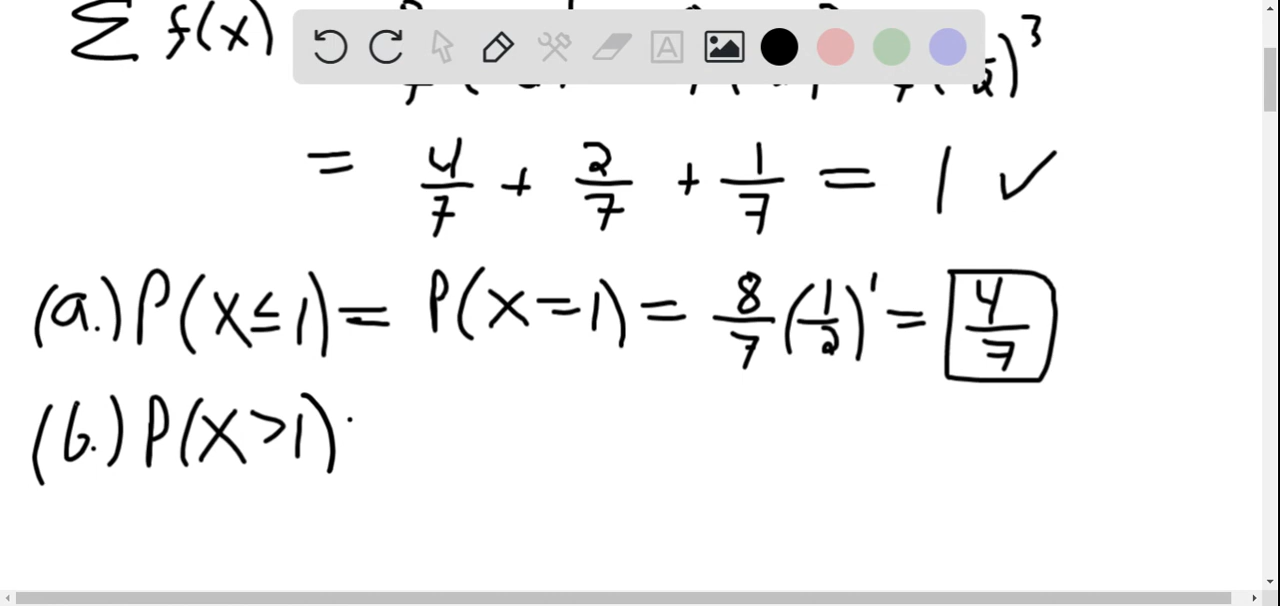 Σ f(x)
= 4/7 + 2/7 + 1/7 = 1 ✓
(a.) P(X≤1) = P(X=1) = 8/7 (1/2)^1 = 4/7
(b.) P(X>1)